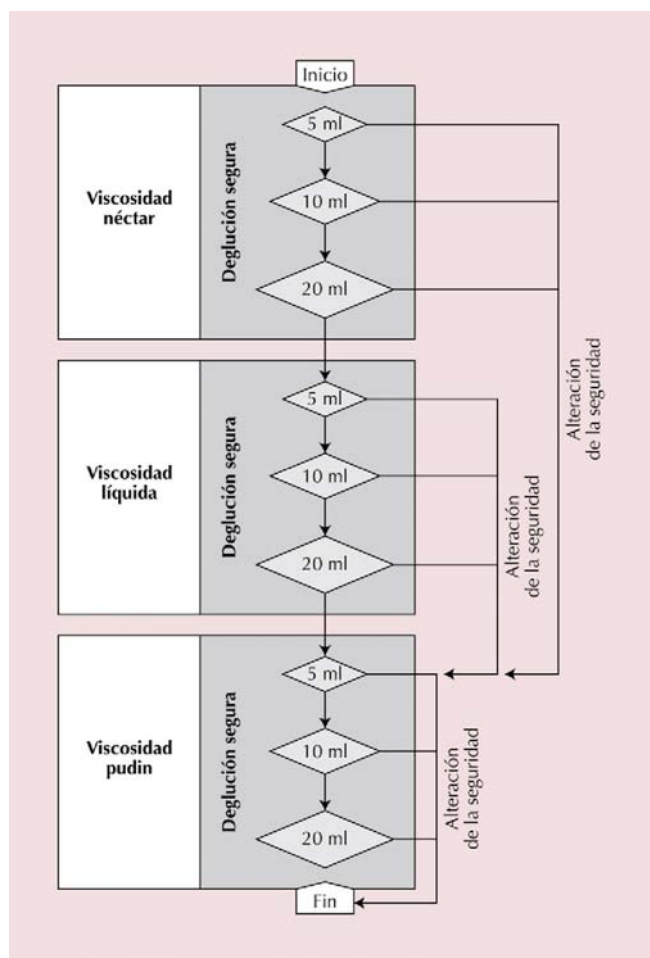 Inicio
Viscosidad
néctar
Deglución segura
5 ml
10 ml
20 ml
Alteración
de la seguridad
Viscosidad
líquida
Deglución segura
5 ml
10 ml
20 ml
Alteración
de la seguridad
Viscosidad
pudin
Deglución segura
5 ml
10 ml
20 ml
Alteración
de la seguridad
Fin